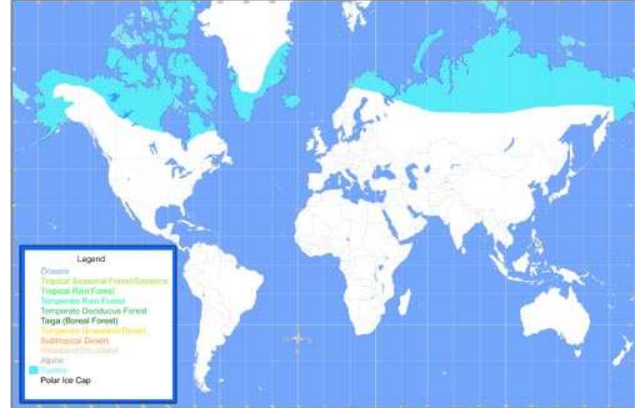 Legend
Oceans
Tropical Seasonal Forest/Savanna
Tropical Rain Forest
Temperate Rain Forest
Temperate Deciduous Forest
Taiga (Boreal Forest)
Temperate Grassland/Desert
Subtropical Desert
Woodland/Shrubland
Alpine
Tundra
Polar Ice Cap